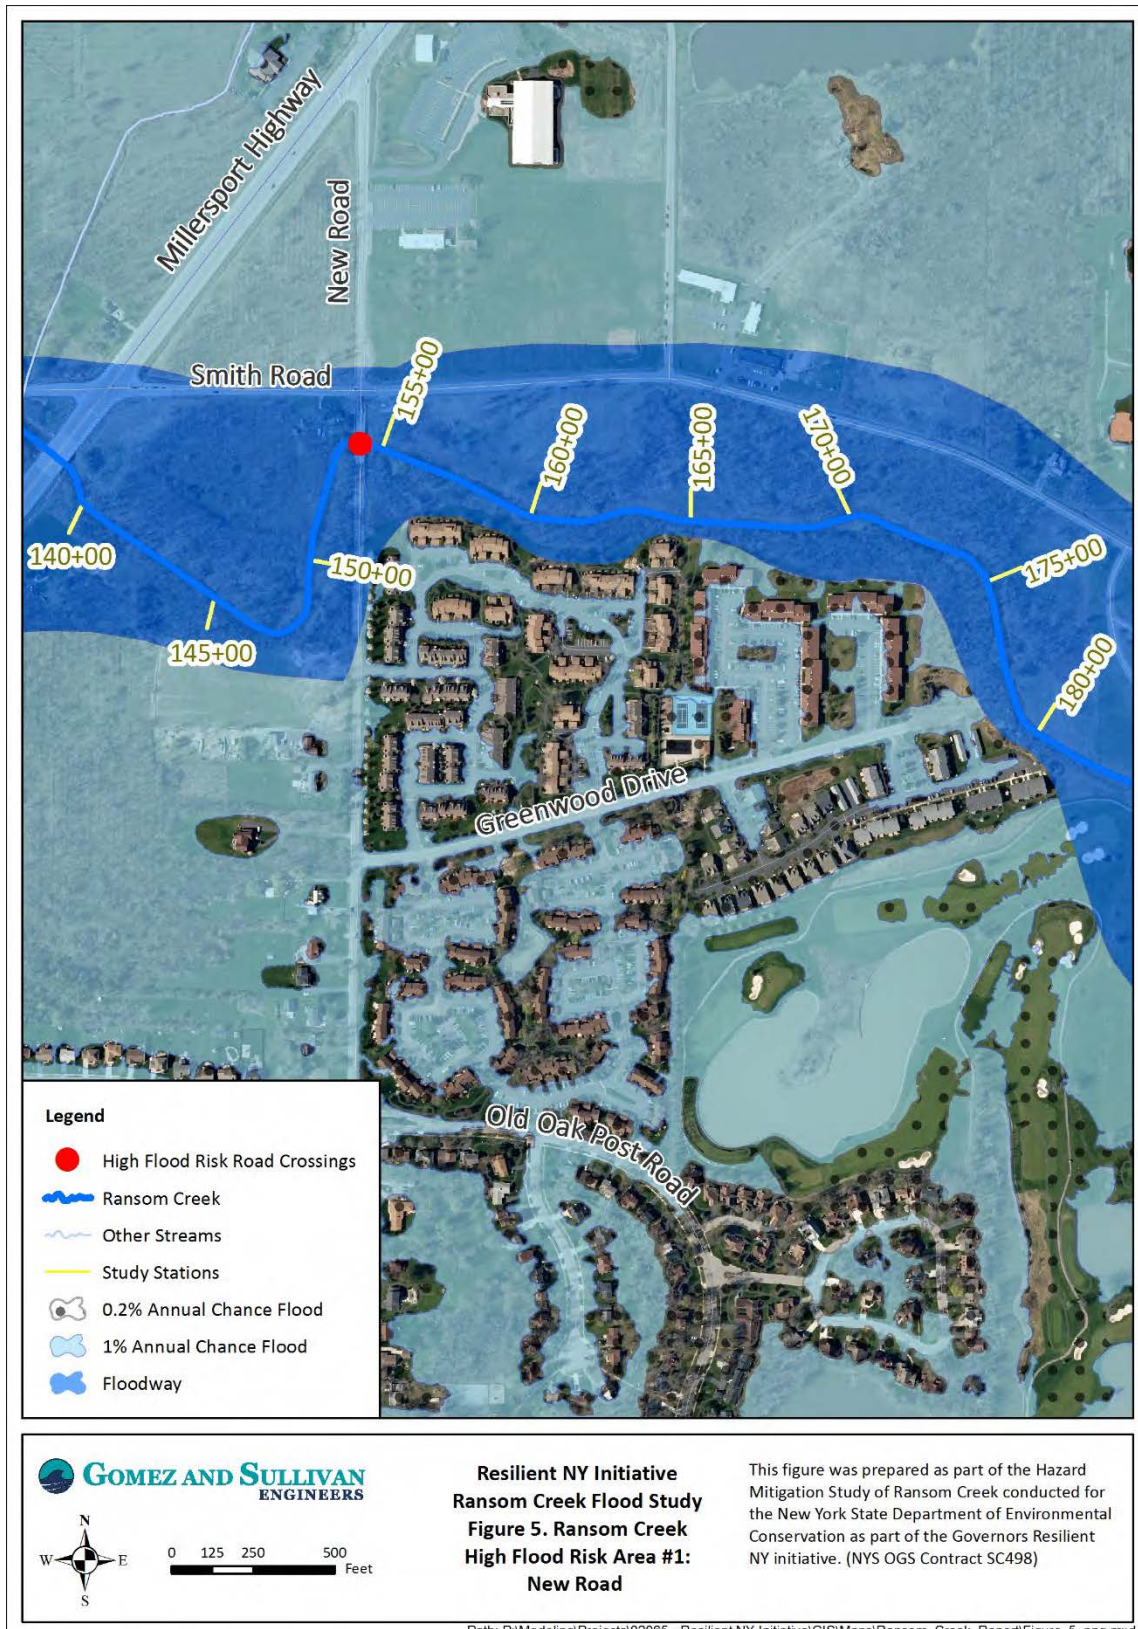 Millersport Highway
New Road
Smith Road
155+00
160+00
165+00
170+00
140+00
150+00
175+00
145+00
180+00
Greenwood Drive
Old Oak Post Road
Legend
High Flood Risk Road Crossings
Ransom Creek
Other Streams
Study Stations
0.2% Annual Chance Flood
1% Annual Chance Flood
Floodway
GOMEZ AND SULLIVAN
ENGINEERS
N
W E
S
0 125 250 500
Feet
Resilient NY Initiative
Ransom Creek Flood Study
Figure 5. Ransom Creek
High Flood Risk Area #1:
New Road
This figure was prepared as part of the Hazard
Mitigation Study of Ransom Creek conducted for
the New York State Department of Environmental
Conservation as part of the Governors Resilient
NY initiative. (NYS OGS Contract SC498)